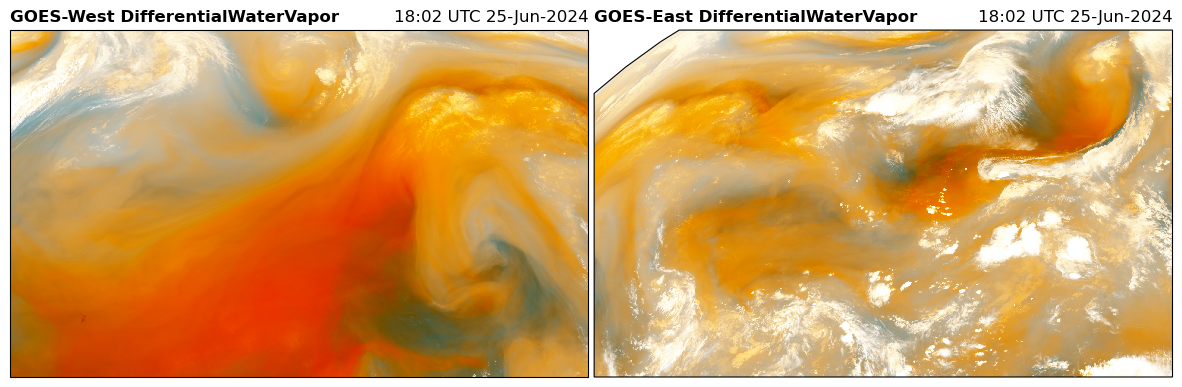 GOES-West DifferentialWaterVapor 18:02 UTC 25-Jun-2024
GOES-East DifferentialWaterVapor 18:02 UTC 25-Jun-2024